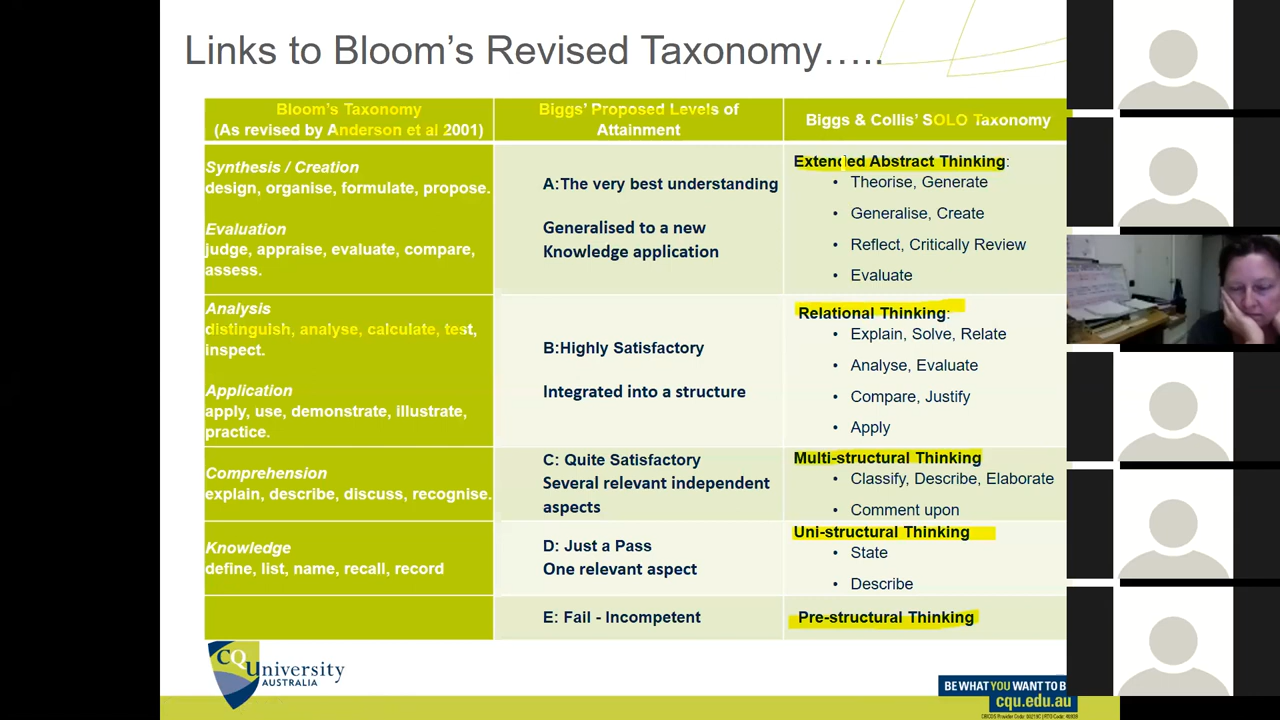 Links to Bloom's Revised Taxonomy…..
Bloom's Taxonomy
(As revised by Anderson et al 2001)
Biggs' Proposed Levels of
Attainment
Biggs & Collis' SOLO Taxonomy
Synthesis / Creation
design, organise, formulate, propose.
Evaluation
judge, appraise, evaluate, compare,
assess.
A:The very best understanding
Generalised to a new
Knowledge application
Extended Abstract Thinking:
• Theorise, Generate
• Generalise, Create
• Reflect, Critically Review
• Evaluate
Analysis
distinguish, analyse, calculate, test,
inspect.
Application
apply, use, demonstrate, illustrate,
practice.
B:Highly Satisfactory
Integrated into a structure
Relational Thinking:
• Explain, Solve, Relate
• Analyse, Evaluate
• Compare, Justify
• Apply
Comprehension
explain, describe, discuss, recognise.
C: Quite Satisfactory
Several relevant independent
aspects
Multi-structural Thinking
• Classify, Describe, Elaborate
• Comment upon
Knowledge
define, list, name, recall, record
D: Just a Pass
One relevant aspect
Uni-structural Thinking
• State
• Describe
E: Fail - Incompetent
Pre-structural Thinking
CQUniversity
AUSTRALIA
BE WHAT YOU WANT TO B
cqu.edu.au